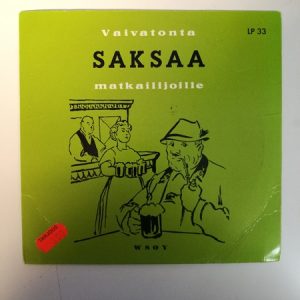 Vaivatonta
LP 33
SAKSAA
matkailijoille
WSOY